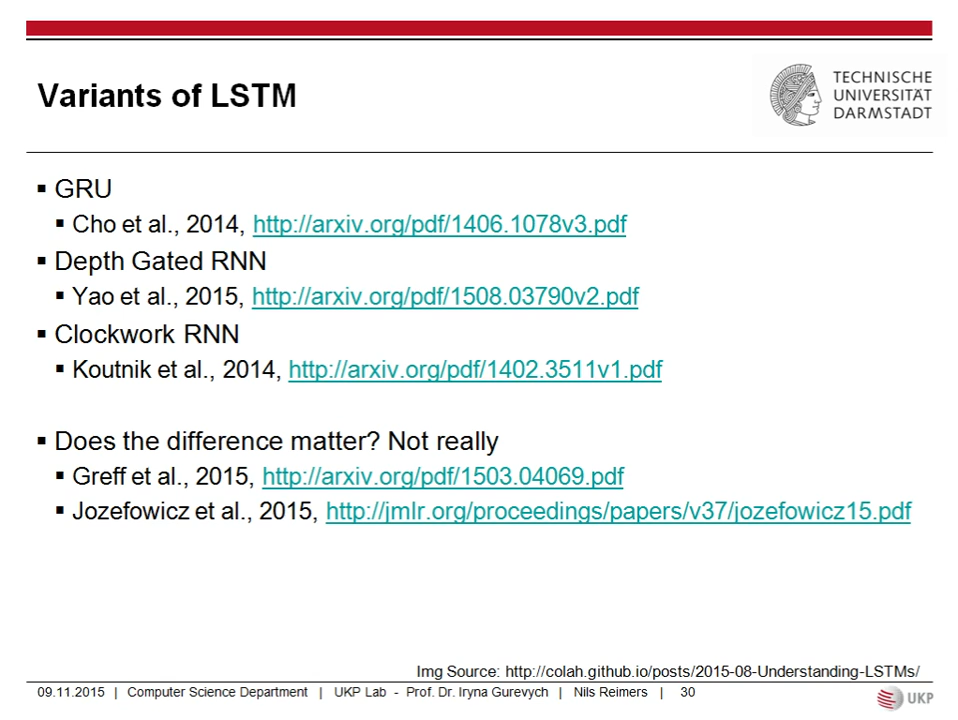 Variants of LSTM
TECHNISCHE
UNIVERSITÄT
DARMSTADT
▪ GRU
▪ Cho et al., 2014, http://arxiv.org/pdf/1406.1078v3.pdf
▪ Depth Gated RNN
▪ Yao et al., 2015, http://arxiv.org/pdf/1508.03790v2.pdf
▪ Clockwork RNN
▪ Koutnik et al., 2014, http://arxiv.org/pdf/1402.3511v1.pdf
▪ Does the difference matter? Not really
▪ Greff et al., 2015, http://arxiv.org/pdf/1503.04069.pdf
▪ Jozefowicz et al., 2015, http://jmlr.org/proceedings/papers/v37/jozefowicz15.pdf
Img Source: http://colah.github.io/posts/2015-08-Understanding-LSTMs/
09.11.2015 | Computer Science Department | UKP Lab - Prof. Dr. Iryna Gurevych | Nils Reimers | 30
UKP